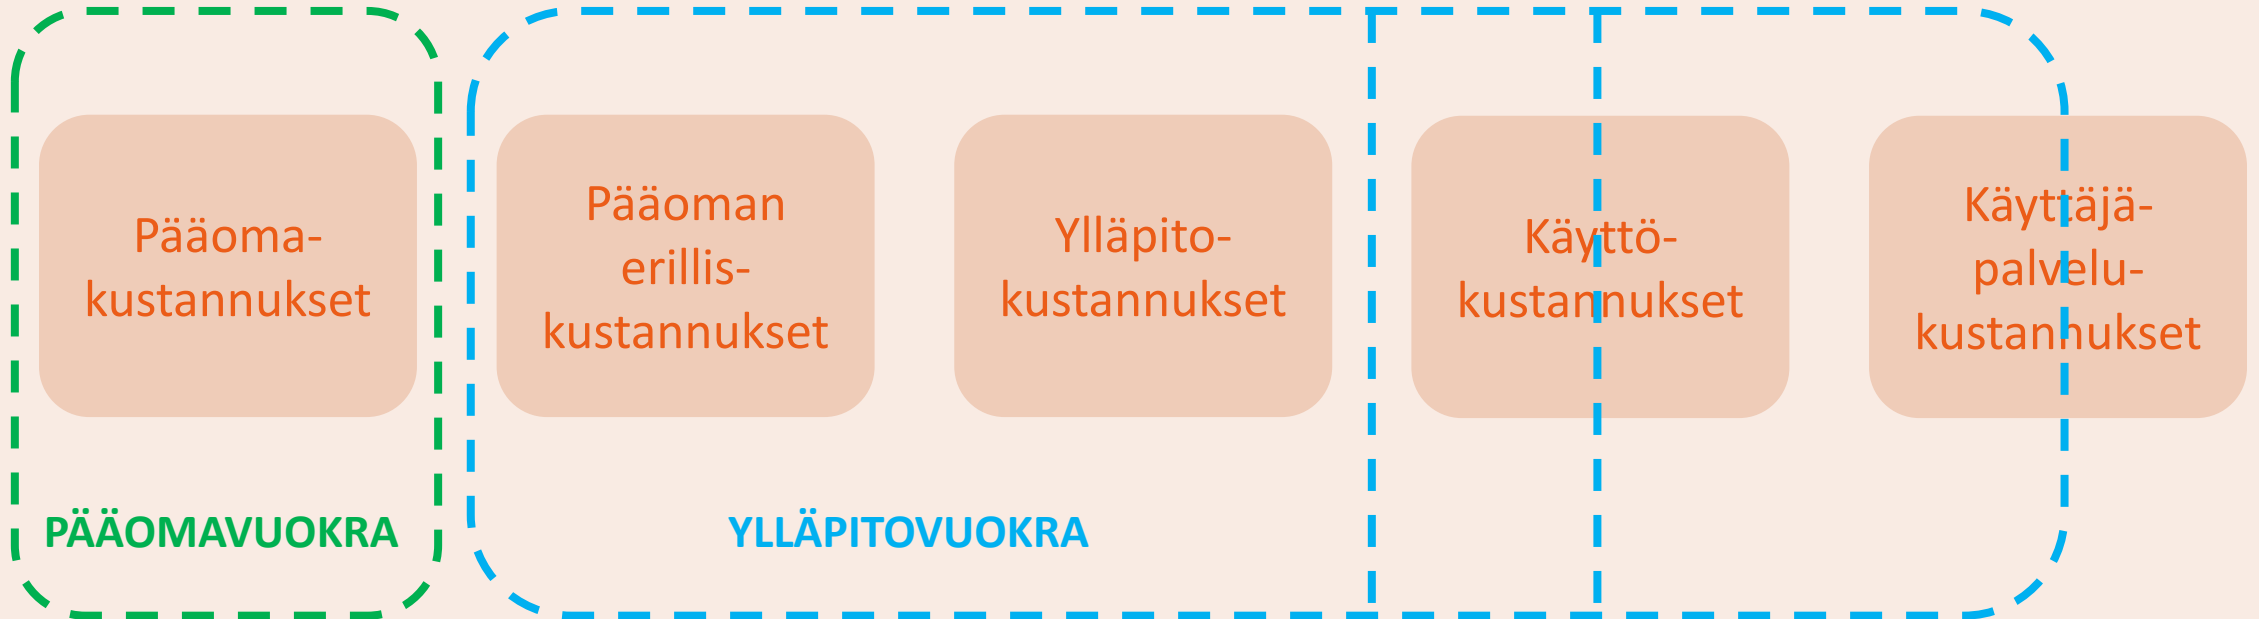 Pääoma-
kustannukset
Pääoman
erillis-
kustannukset
Ylläpito-
kustannukset
Käyttö-
kustannukset
Käyttäjä-
palvelu-
kustannukset
PÄÄOMAVUOKRA
YLLÄPITOVUOKRA